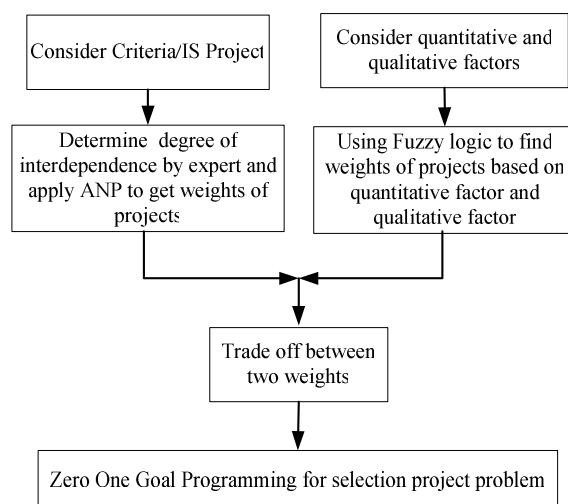 Consider Criteria/IS Project
Consider quantitative and
qualitative factors
Determine degree of
interdependence by expert and
apply ANP to get weights of
projects
Using Fuzzy logic to find
weights of projects based on
quantitative factor and
qualitative factor
Trade off between
two weights
Zero One Goal Programming for selection project problem